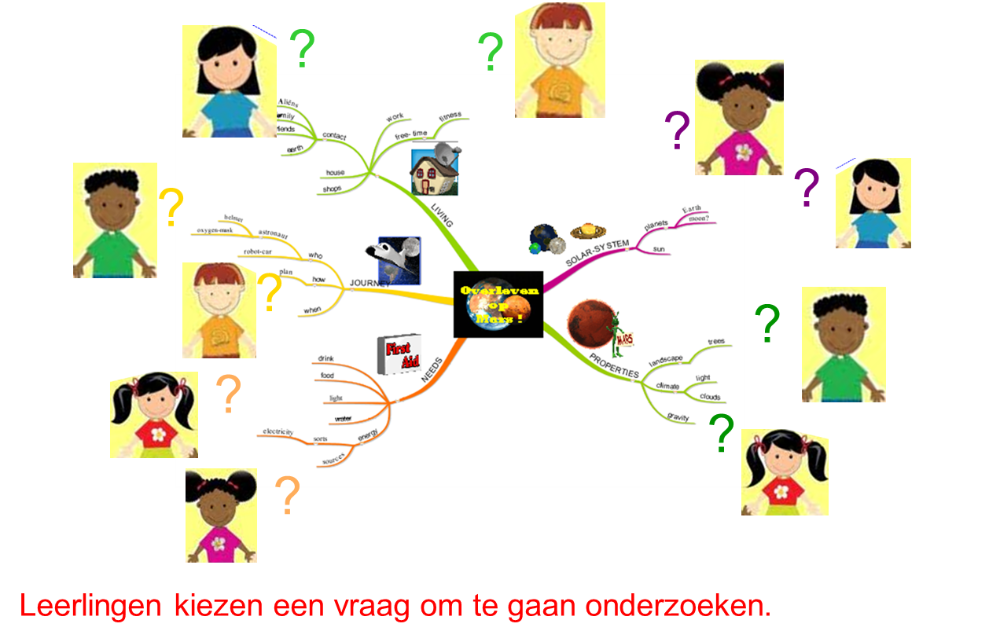 ?
?
?
?
?
?
?
?
?
?
Aliëns
family
friends
earth
contact
work
free- time
fitness
house
shops
LIVING
helmet
oxygen-mask
astronaut
robot-car
who
plan
how
when
JOURNEY
First
Aid
drink
food
light
water
electricity
sorts
sources
energy
NEEDS
Overleven
op
Mars !
SOLAR-SYSTEM
planets
Earth
moon?
sun
MARS
PROPERTIES
landscape
trees
climate
light
clouds
gravity
Leerlingen kiezen een vraag om te gaan onderzoeken.